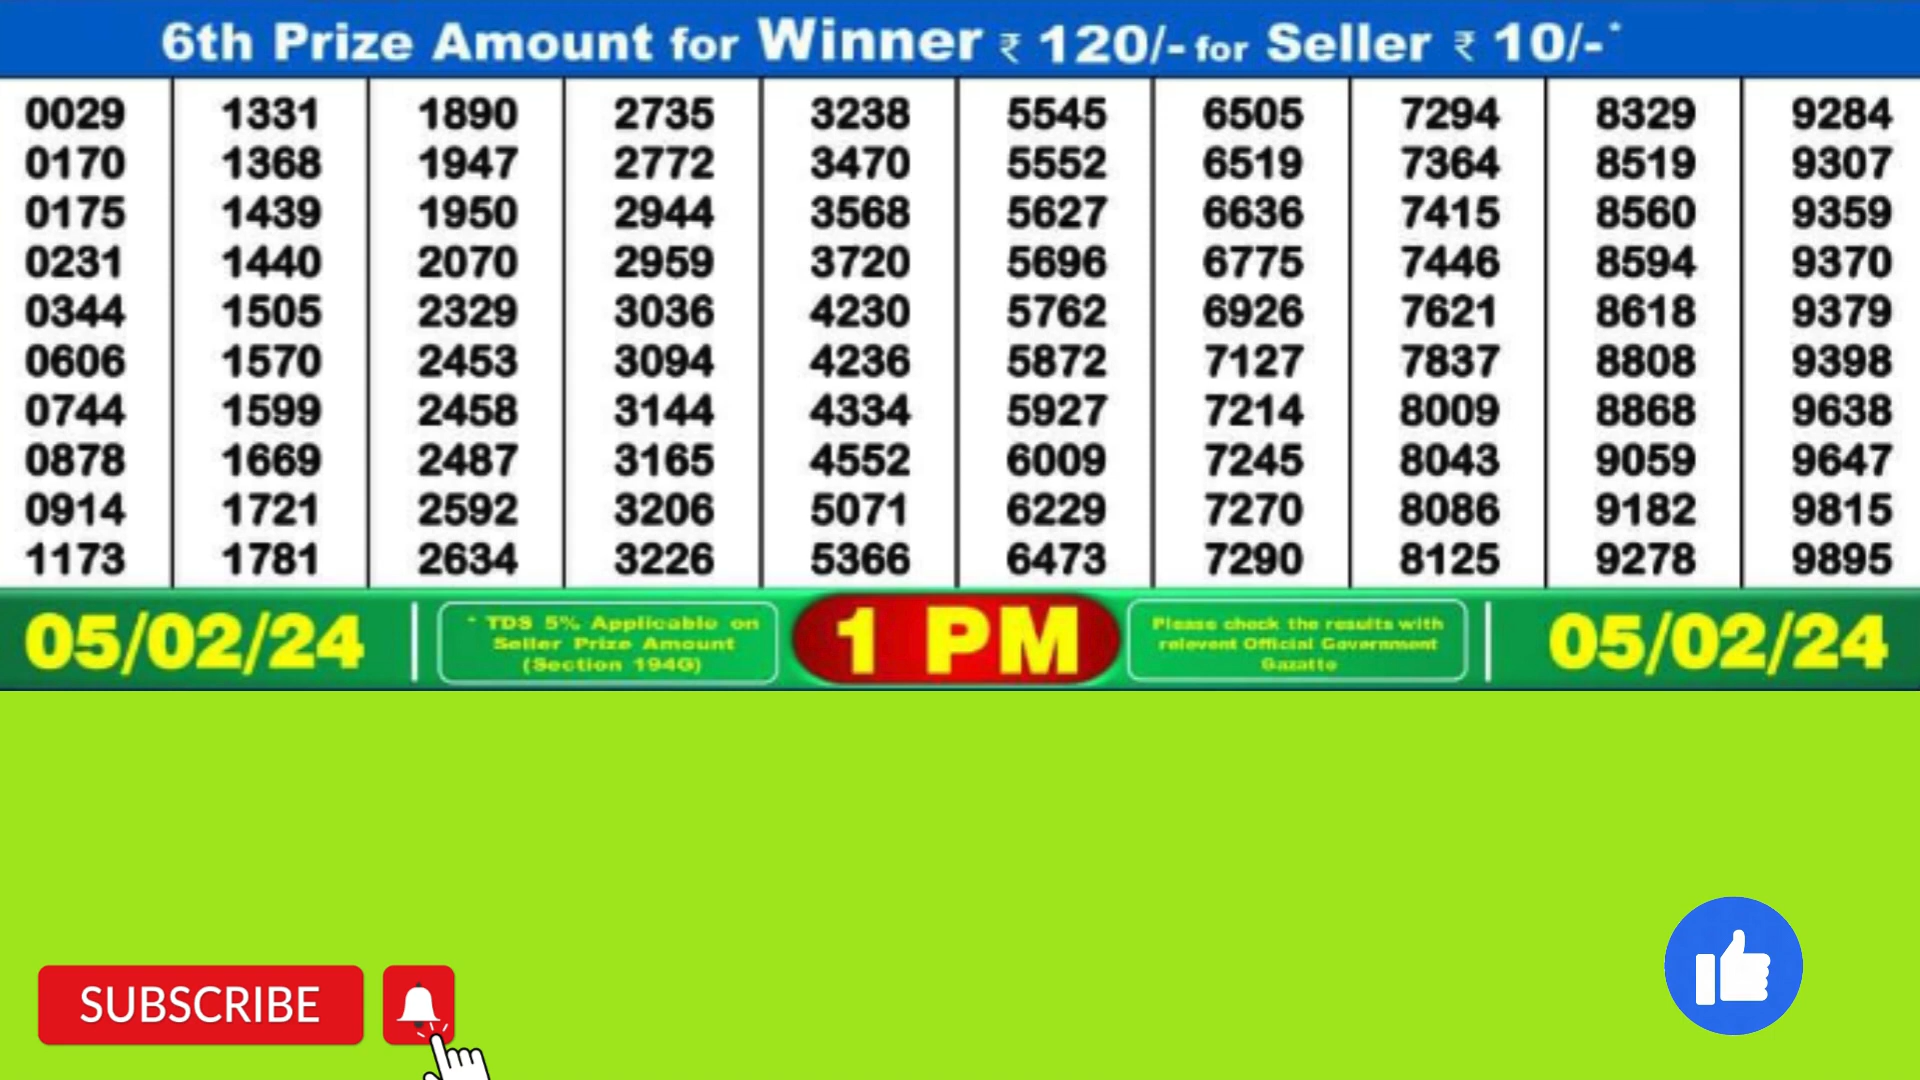 6th Prize Amount for Winner ₹ 120/- for Seller ₹ 10/-*
0029 1331 1890 2735 3238 5545 6505 7294 8329 9284
0170 1368 1947 2772 3470 5552 6519 7364 8519 9307
0175 1439 1950 2944 3568 5627 6636 7415 8560 9359
0231 1440 2070 2959 3720 5696 6775 7446 8594 9370
0344 1505 2329 3036 4230 5762 6926 7621 8618 9379
0606 1570 2453 3094 4236 5872 7127 7837 8808 9398
0744 1599 2458 3144 4334 5927 7214 8009 8868 9638
0878 1669 2487 3165 4552 6009 7245 8043 9059 9647
0914 1721 2592 3206 5071 6229 7270 8086 9182 9815
1173 1781 2634 3226 5366 6473 7290 8125 9278 9895
05/02/24
* TDS 5% Applicable on
Seller Prize Amount
(Section 194G)
1 PM
Please check the results with
relevent Official Government
Gazatte
05/02/24
SUBSCRIBE